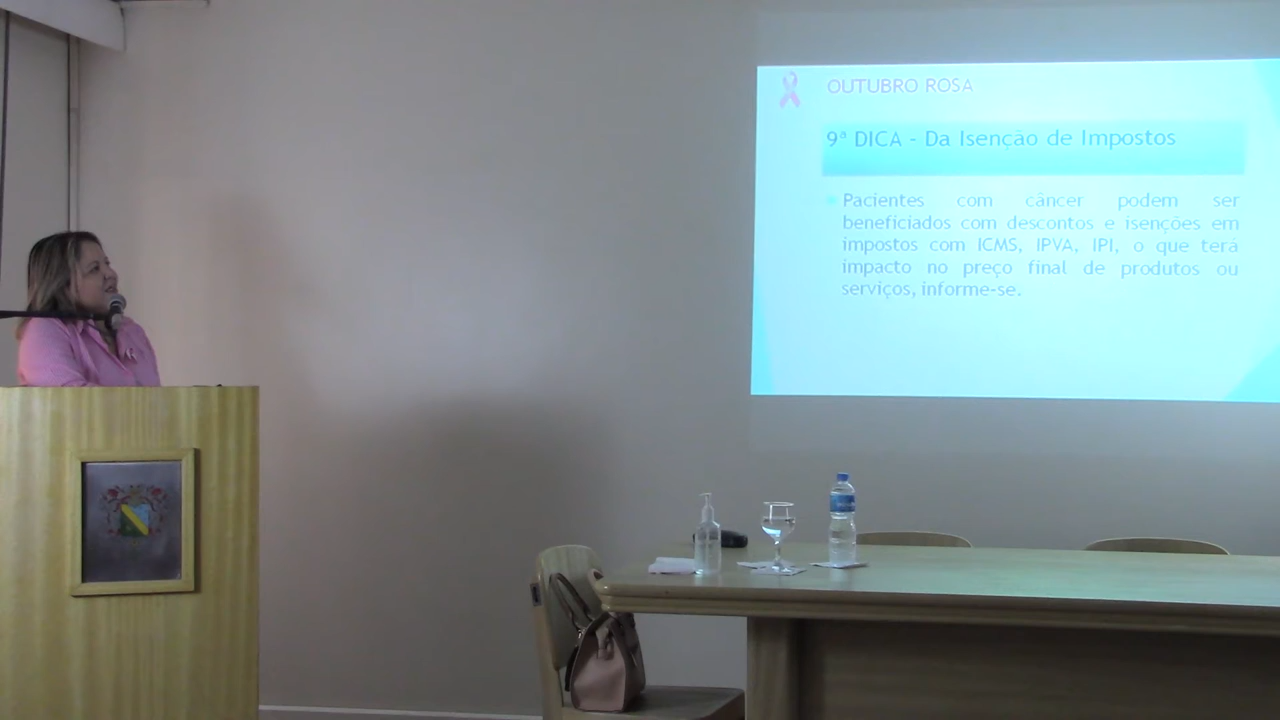 OUTUBRO ROSA
9ª DICA - Da Isenção de Impostos
Pacientes com câncer podem ser
beneficiados com descontos e isenções em
impostos com ICMS, IPVA, IPI, o que terá
impacto no preço final de produtos ou
serviços, informe-se.